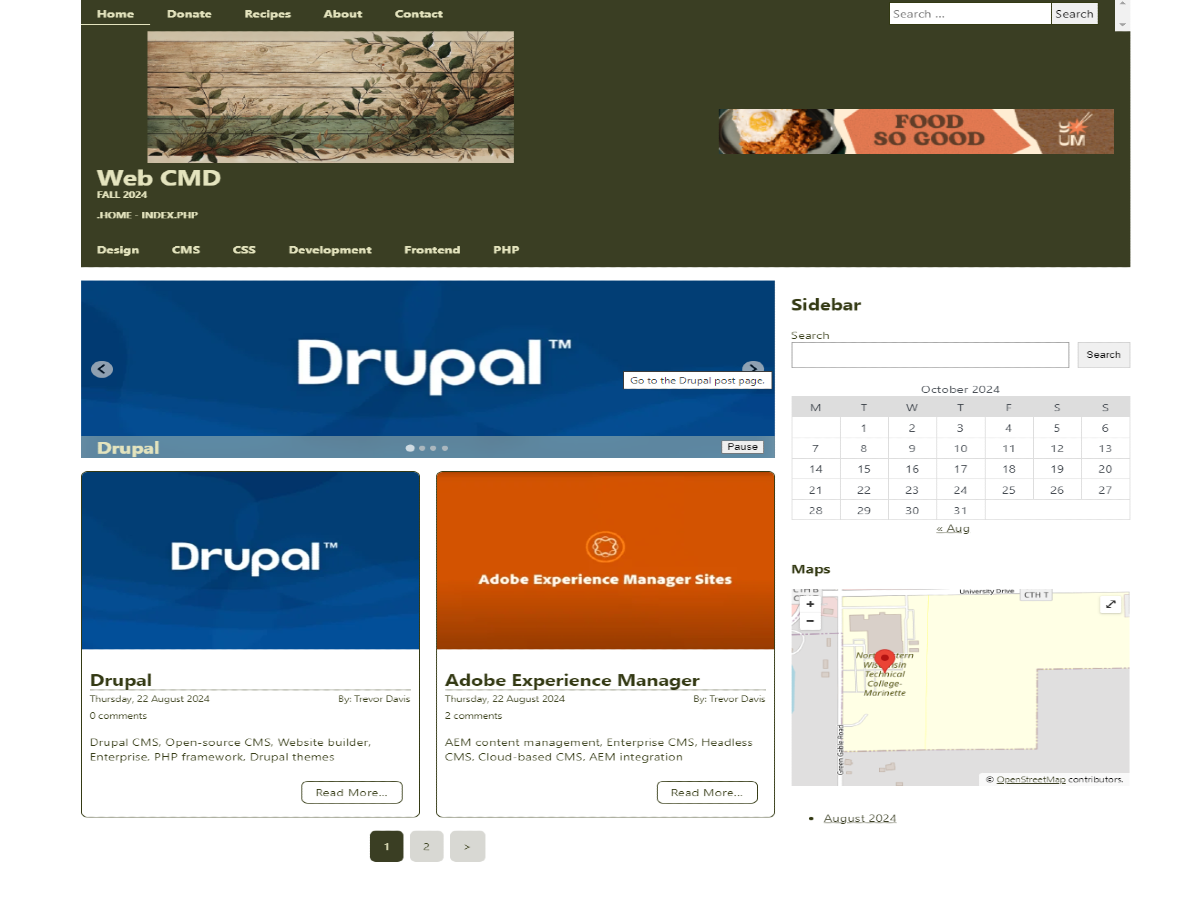 Home Donate Recipes About Contact
Search ... Search
FOOD
SO GOOD
YUM
Web CMD
FALL 2024
.HOME - INDEX.PHP
Design CMS CSS Development Frontend PHP
Drupal™
Go to the Drupal post page.
Drupal
Pause
Sidebar
Search
Search
October 2024
M T W T F S S
1 2 3 4 5 6
7 8 9 10 11 12 13
14 15 16 17 18 19 20
21 22 23 24 25 26 27
28 29 30 31
« Aug
Drupal™
Drupal
Thursday, 22 August 2024 By: Trevor Davis
0 comments
Drupal CMS, Open-source CMS, Website builder,
Enterprise, PHP framework, Drupal themes
Read More...
Adobe Experience Manager Sites
Adobe Experience Manager
Thursday, 22 August 2024 By: Trevor Davis
2 comments
AEM content management, Enterprise CMS, Headless
CMS, Cloud-based CMS, AEM integration
Read More...
Maps
University Drive CTH T
+
−
Wisconsin
Technical
College-
Marinette
Green Gable Road
© OpenStreetMap contributors.
August 2024
1 2 >